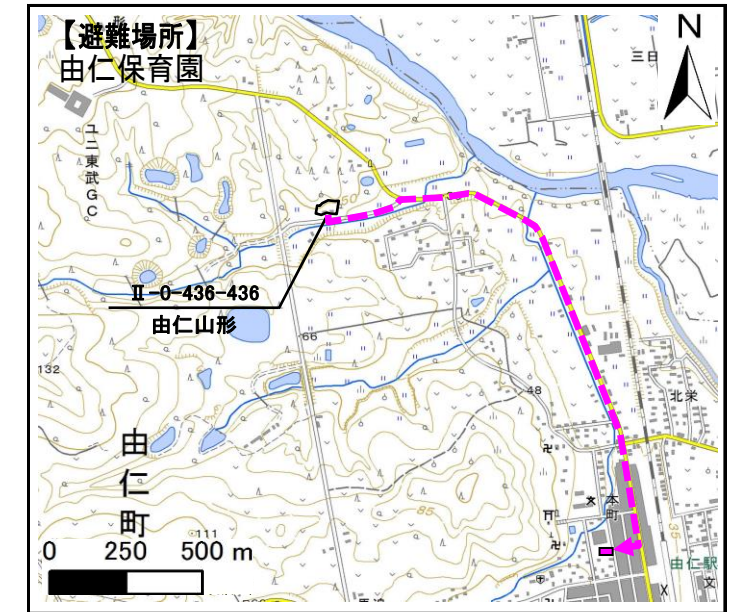 【避難場所】
由仁保育園
N
三日
ユニ東武GC
Ⅱ-0-436-436
由仁山形
66
132
48
北栄
由仁町
本町
85
35
111
0 250 500 m
由仁駅
文